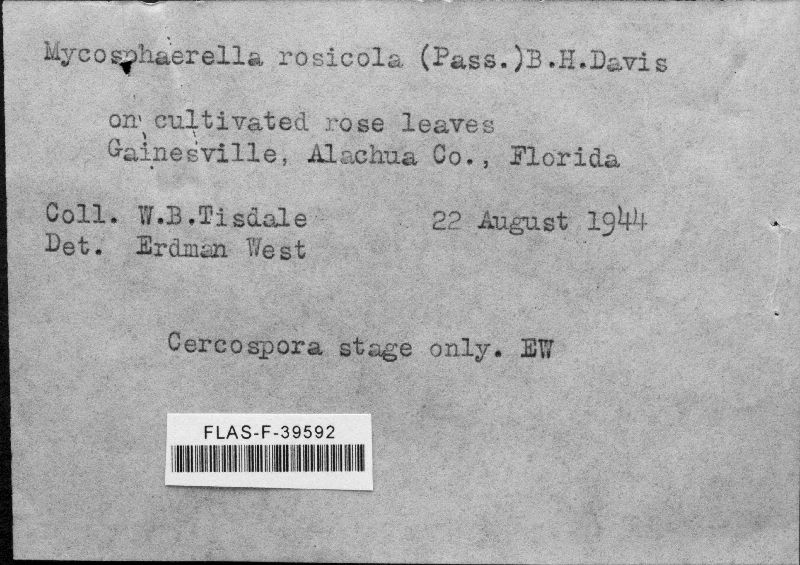 Mycosphaerella rosicola (Pass.)B.H.Davis
on cultivated rose leaves
Gainesville, Alachua Co., Florida
Coll. W.B.Tisdale 22 August 1944
Det. Erdman West
Cercospora stage only. EW
FLAS-F-39592